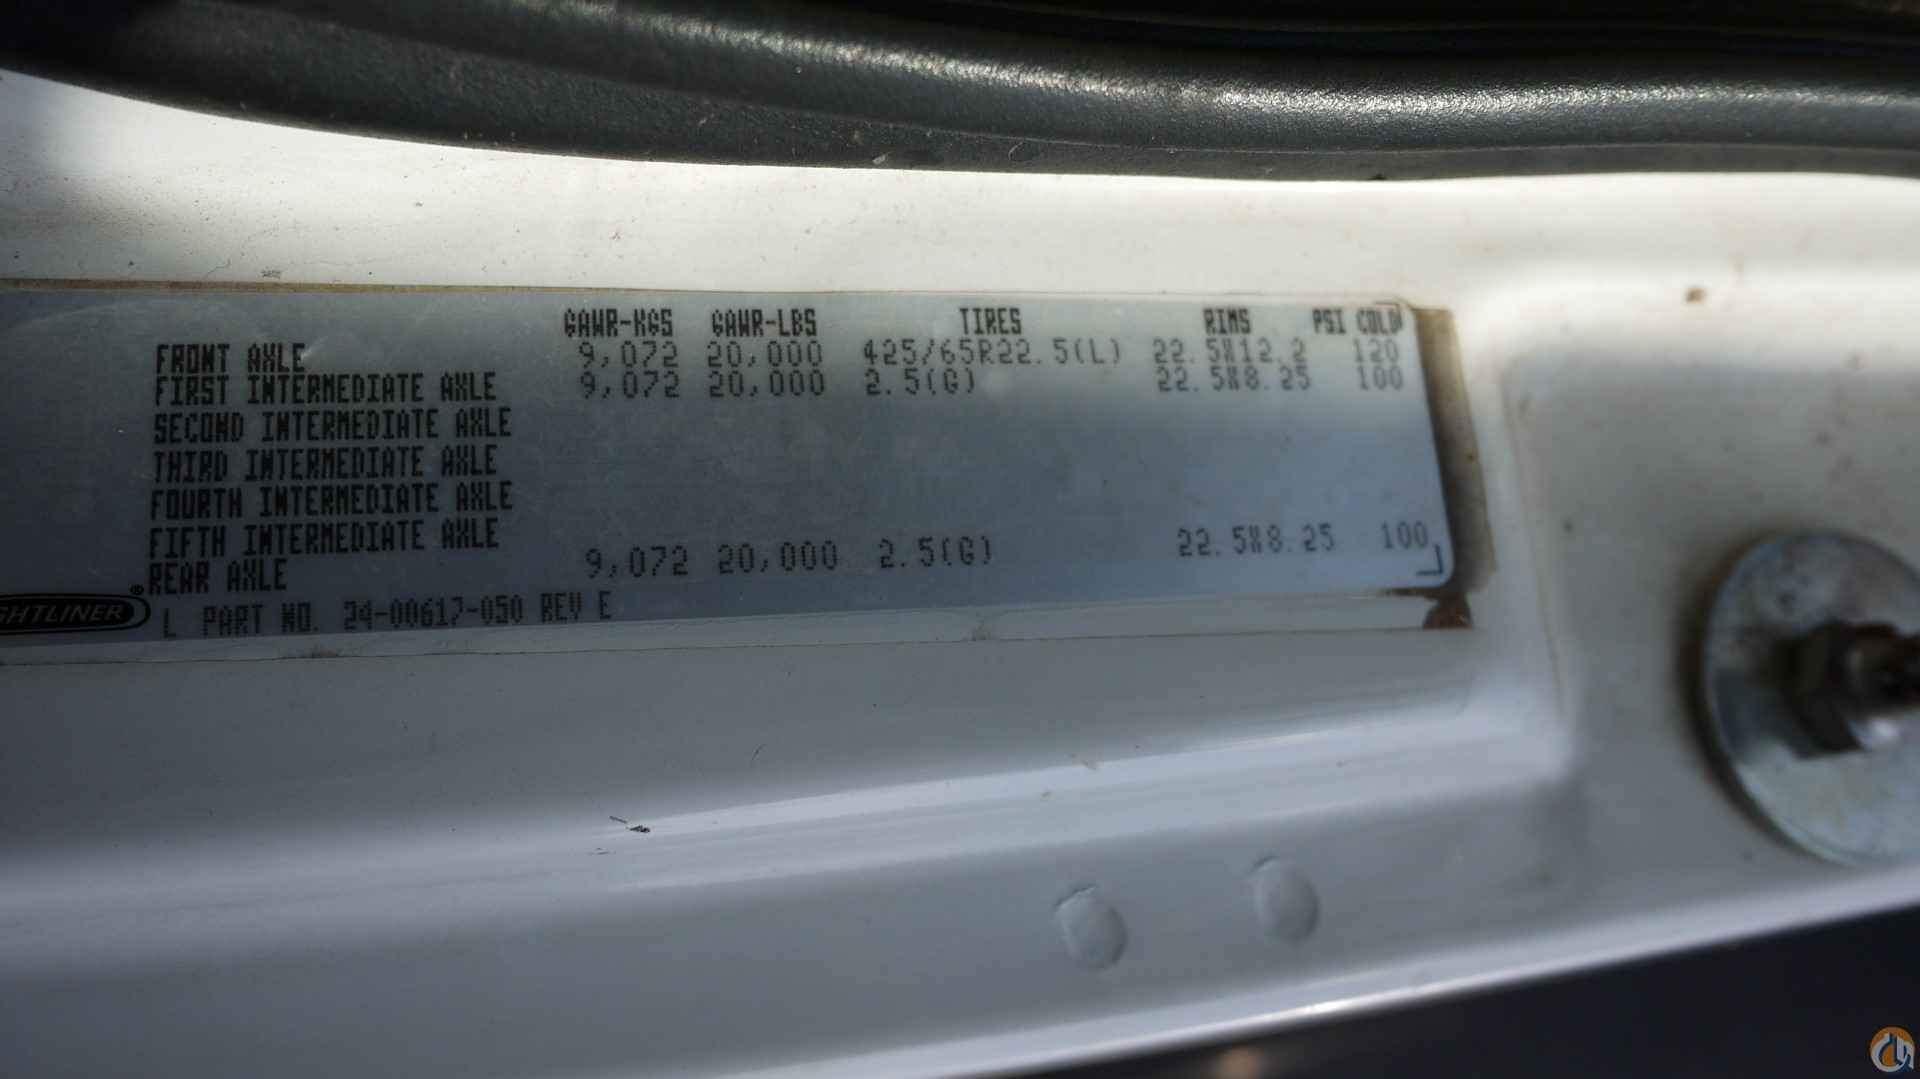 GAWR-KGS GAWR-LBS TIRES RIMS PSI COLD
FRONT AXLE 9,072 20,000 425/65R22.5(L) 22.5X12.2 120
FIRST INTERMEDIATE AXLE 9,072 20,000 2.5(G) 22.5X8.25 100
SECOND INTERMEDIATE AXLE
THIRD INTERMEDIATE AXLE
FOURTH INTERMEDIATE AXLE
FIFTH INTERMEDIATE AXLE
REAR AXLE 9,072 20,000 2.5(G) 22.5X8.25 100
GHTLINER® L PART NO. 24-00617-050 REV E